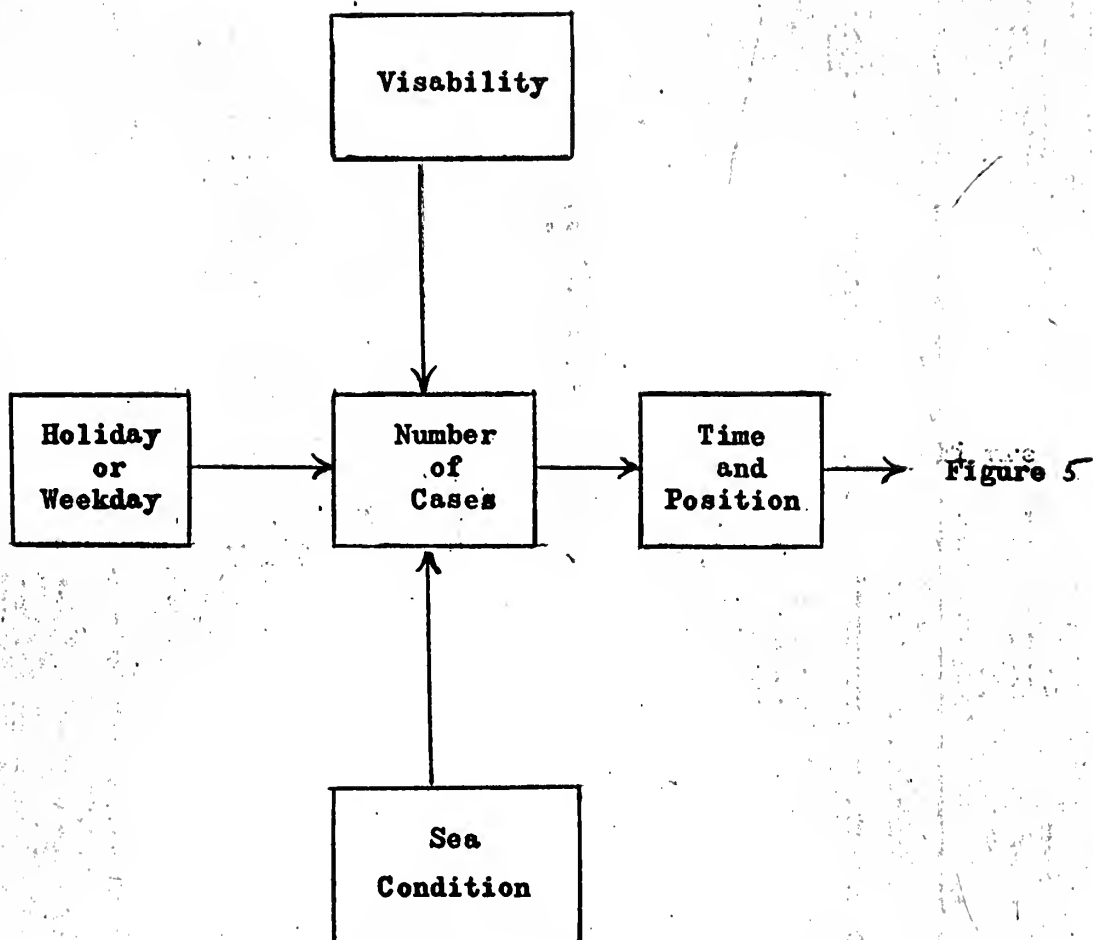 Visability
Holiday
or
Weekday
Number
of
Cases
Time
and
Position
Figure 5
Sea
Condition